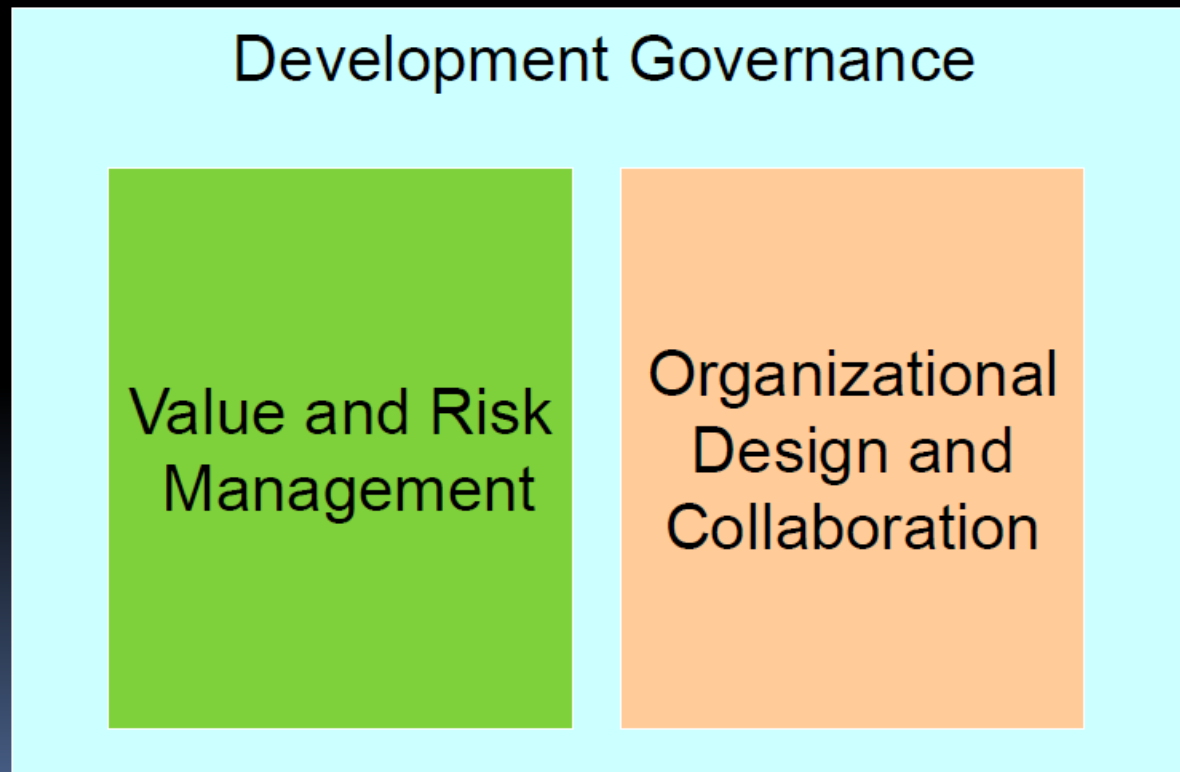 Development Governance
Value and Risk
Management
Organizational
Design and
Collaboration